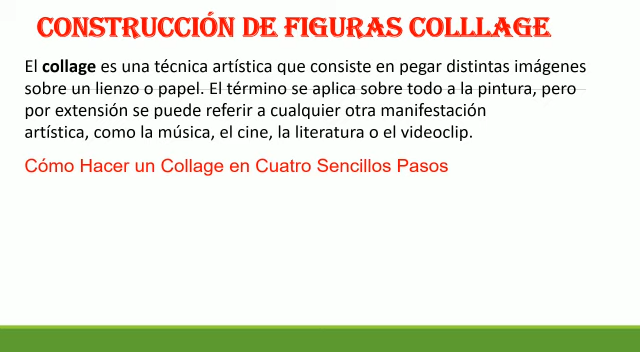 CONSTRUCCIÓN DE FIGURAS COLLLAGE
El collage es una técnica artística que consiste en pegar distintas imágenes
sobre un lienzo o papel. El término se aplica sobre todo a la pintura, pero
por extensión se puede referir a cualquier otra manifestación
artística, como la música, el cine, la literatura o el videoclip.
Cómo Hacer un Collage en Cuatro Sencillos Pasos